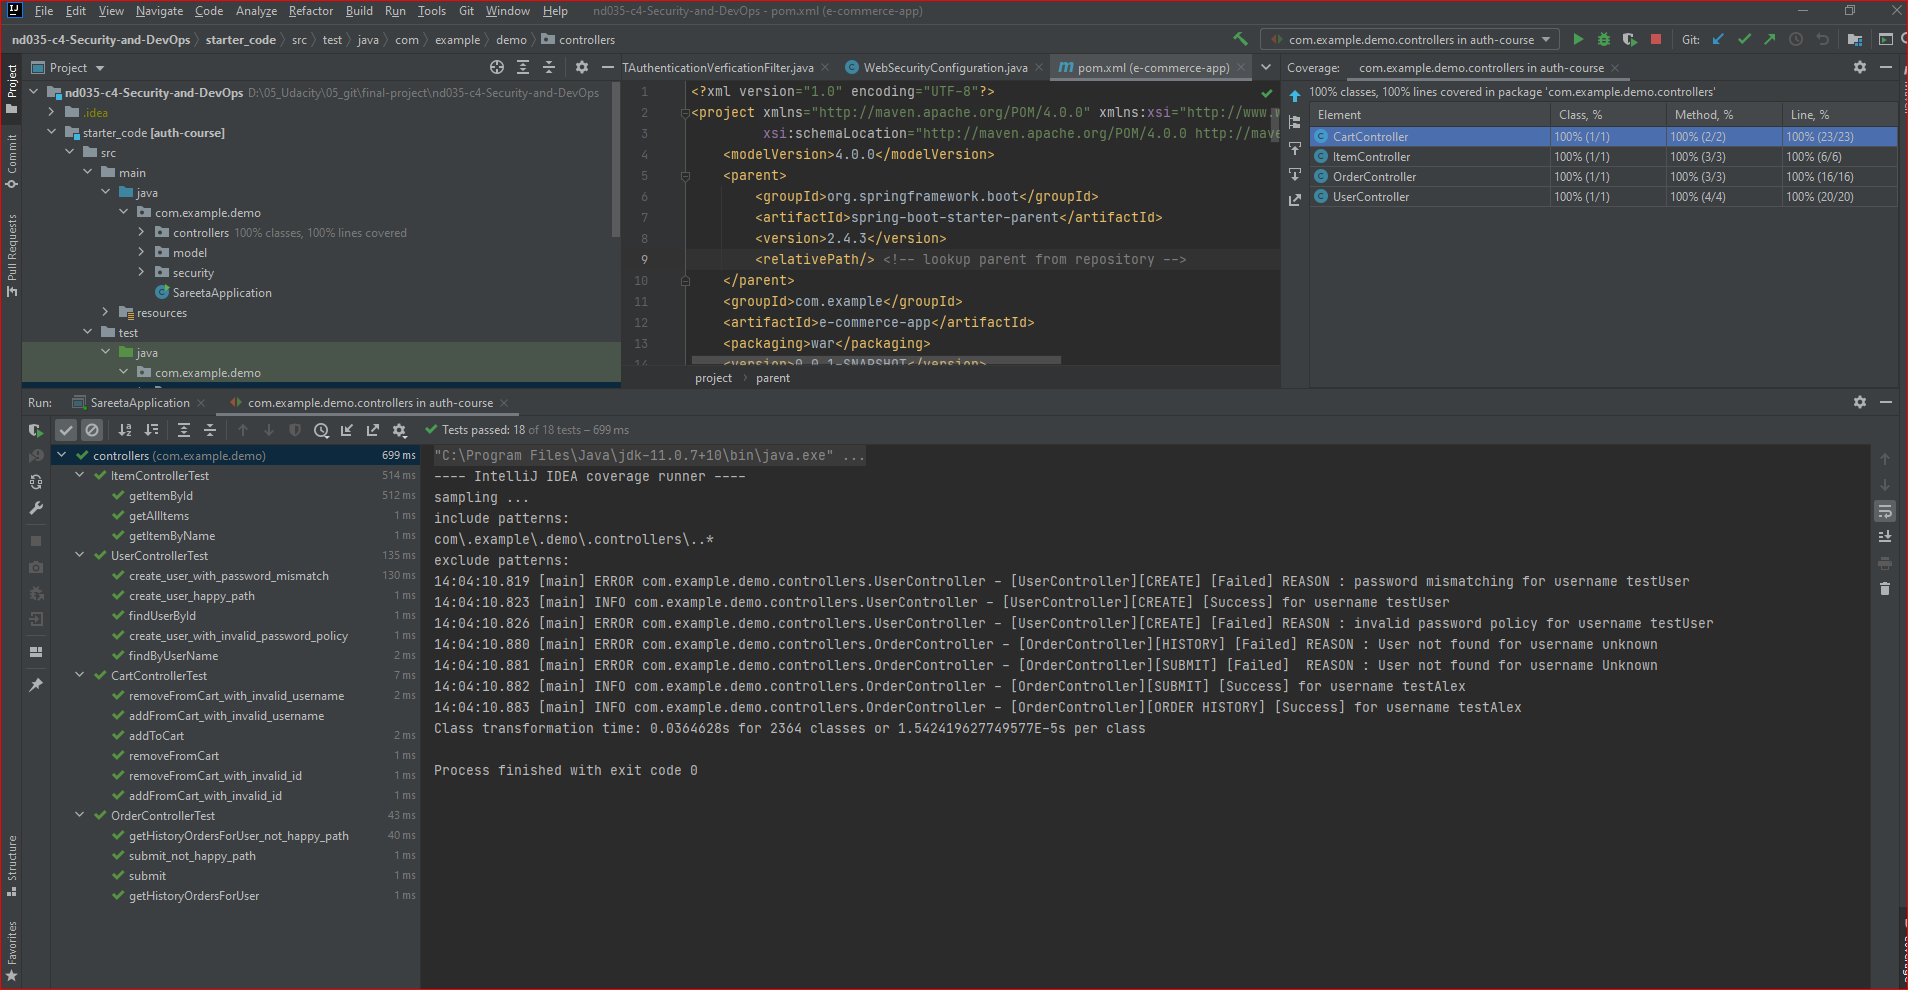 File Edit View Navigate Code Analyze Refactor Build Run Tools Git Window Help nd035-c4-Security-and-DevOps - pom.xml (e-commerce-app)
nd035-c4-Security-and-DevOps starter_code src test java com example demo controllers
com.example.demo.controllers in auth-course Git:
Project
Commit
Pull Requests
Structure
Favorites
Project
nd035-c4-Security-and-DevOps D:\05_Udacity\05_git\final-project\nd035-c4-Security-and-DevOps
.idea
starter_code [auth-course]
src
main
java
com.example.demo
controllers 100% classes, 100% lines covered
model
security
SareetaApplication
resources
test
java
com.example.demo
TAuthenticationVerficationFilter.java WebSecurityConfiguration.java pom.xml (e-commerce-app)
1 <?xml version="1.0" encoding="UTF-8"?>
2 <project xmlns="http://maven.apache.org/POM/4.0.0" xmlns:xsi="http://www.w
3 xsi:schemaLocation="http://maven.apache.org/POM/4.0.0 http://mave
4 <modelVersion>4.0.0</modelVersion>
5 <parent>
6 <groupId>org.springframework.boot</groupId>
7 <artifactId>spring-boot-starter-parent</artifactId>
8 <version>2.4.3</version>
9 <relativePath/> <!-- lookup parent from repository -->
10 </parent>
11 <groupId>com.example</groupId>
12 <artifactId>e-commerce-app</artifactId>
13 <packaging>war</packaging>
14 <version>0.0.1-SNAPSHOT</version>
project parent
Coverage: com.example.demo.controllers in auth-course
100% classes, 100% lines covered in package 'com.example.demo.controllers'
Element Class, % Method, % Line, %
CartController 100% (1/1) 100% (2/2) 100% (23/23)
ItemController 100% (1/1) 100% (3/3) 100% (6/6)
OrderController 100% (1/1) 100% (3/3) 100% (16/16)
UserController 100% (1/1) 100% (4/4) 100% (20/20)
Run: SareetaApplication com.example.demo.controllers in auth-course
Tests passed: 18 of 18 tests – 699 ms
controllers (com.example.demo) 699 ms
ItemControllerTest 514 ms
getItemById 512 ms
getAllItems 1 ms
getItemByName 1 ms
UserControllerTest 135 ms
create_user_with_password_mismatch 130 ms
create_user_happy_path 1 ms
findUserById 1 ms
create_user_with_invalid_password_policy 1 ms
findByUserName 2 ms
CartControllerTest 7 ms
removeFromCart_with_invalid_username 2 ms
addFromCart_with_invalid_username
addToCart 2 ms
removeFromCart 1 ms
removeFromCart_with_invalid_id 1 ms
addFromCart_with_invalid_id 1 ms
OrderControllerTest 43 ms
getHistoryOrdersForUser_not_happy_path 40 ms
submit_not_happy_path 1 ms
submit 1 ms
getHistoryOrdersForUser 1 ms
"C:\Program Files\Java\jdk-11.0.7+10\bin\java.exe" ...
---- IntelliJ IDEA coverage runner ----
sampling ...
include patterns:
com\.example\.demo\.controllers\..*
exclude patterns:
14:04:10.819 [main] ERROR com.example.demo.controllers.UserController - [UserController][CREATE] [Failed] REASON : password mismatching for username testUser
14:04:10.823 [main] INFO com.example.demo.controllers.UserController - [UserController][CREATE] [Success] for username testUser
14:04:10.826 [main] ERROR com.example.demo.controllers.UserController - [UserController][CREATE] [Failed] REASON : invalid password policy for username testUser
14:04:10.880 [main] ERROR com.example.demo.controllers.OrderController - [OrderController][HISTORY] [Failed] REASON : User not found for username unknown
14:04:10.881 [main] ERROR com.example.demo.controllers.OrderController - [OrderController][SUBMIT] [Failed]  REASON : User not found for username Unknown
14:04:10.882 [main] INFO com.example.demo.controllers.OrderController - [OrderController][SUBMIT] [Success] for username testAlex
14:04:10.883 [main] INFO com.example.demo.controllers.OrderController - [OrderController][ORDER HISTORY] [Success] for username testAlex
Class transformation time: 0.0364628s for 2364 classes or 1.542419627749577E-5s per class
Process finished with exit code 0